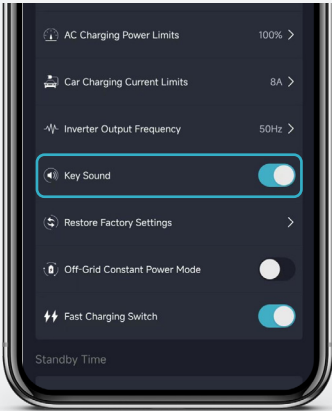 AC Charging Power Limits 100%
Car Charging Current Limits 8A
Inverter Output Frequency 50Hz
Key Sound
Restore Factory Settings
Off-Grid Constant Power Mode
Fast Charging Switch
Standby Time